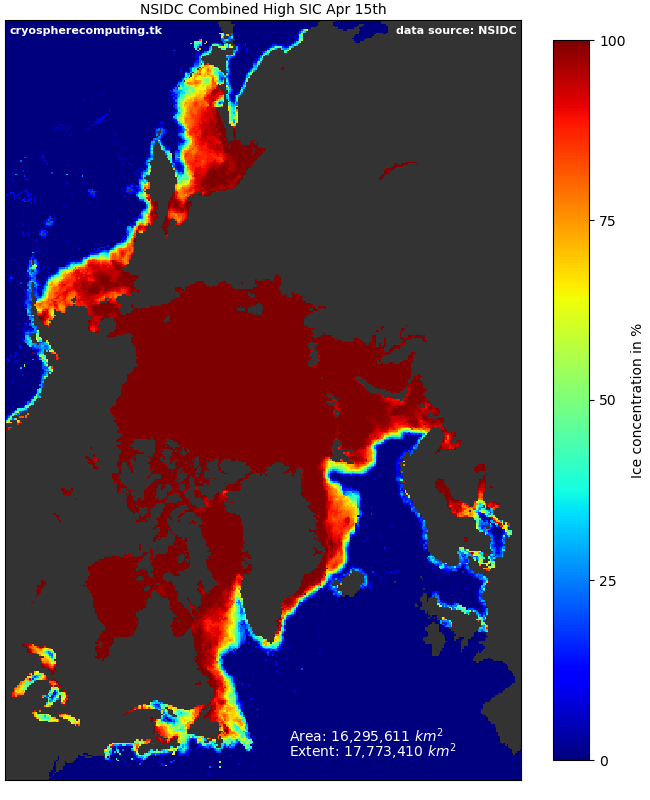 NSIDC Combined High SIC Apr 15th
cryospherecomputing.tk
data source: NSIDC
100
75
50
25
0
Ice concentration in %
Area: 16,295,611 km²
Extent: 17,773,410 km²